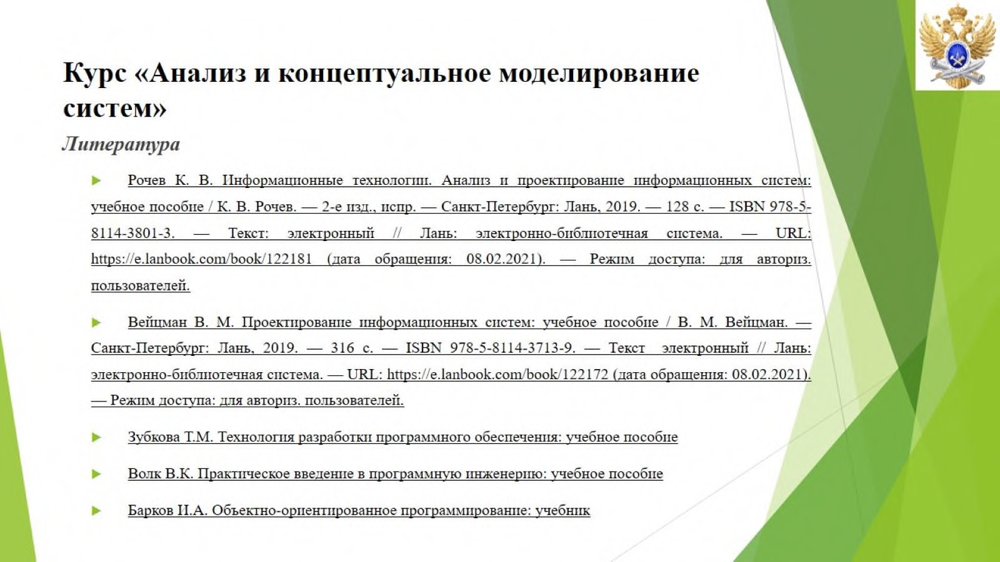 Курс «Анализ и концептуальное моделирование
систем»
Литература
Рочев К. В. Информационные технологии. Анализ и проектирование информационных систем:
учебное пособие / К. В. Рочев. — 2-е изд., испр. — Санкт-Петербург: Лань, 2019. — 128 с. — ISBN 978-5-
8114-3801-3. — Текст: электронный // Лань: электронно-библиотечная система. — URL:
https://e.lanbook.com/book/122181 (дата обращения: 08.02.2021). — Режим доступа: для авториз.
пользователей.
Вейцман В. М. Проектирование информационных систем: учебное пособие / В. М. Вейцман. —
Санкт-Петербург: Лань, 2019. — 316 с. — ISBN 978-5-8114-3713-9. — Текст электронный // Лань:
электронно-библиотечная система. — URL: https://e.lanbook.com/book/122172 (дата обращения: 08.02.2021).
— Режим доступа: для авториз. пользователей.
Зубкова Т.М. Технология разработки программного обеспечения: учебное пособие
Волк В.К. Практическое введение в программную инженерию: учебное пособие
Барков И.А. Объектно-ориентированное программирование: учебник